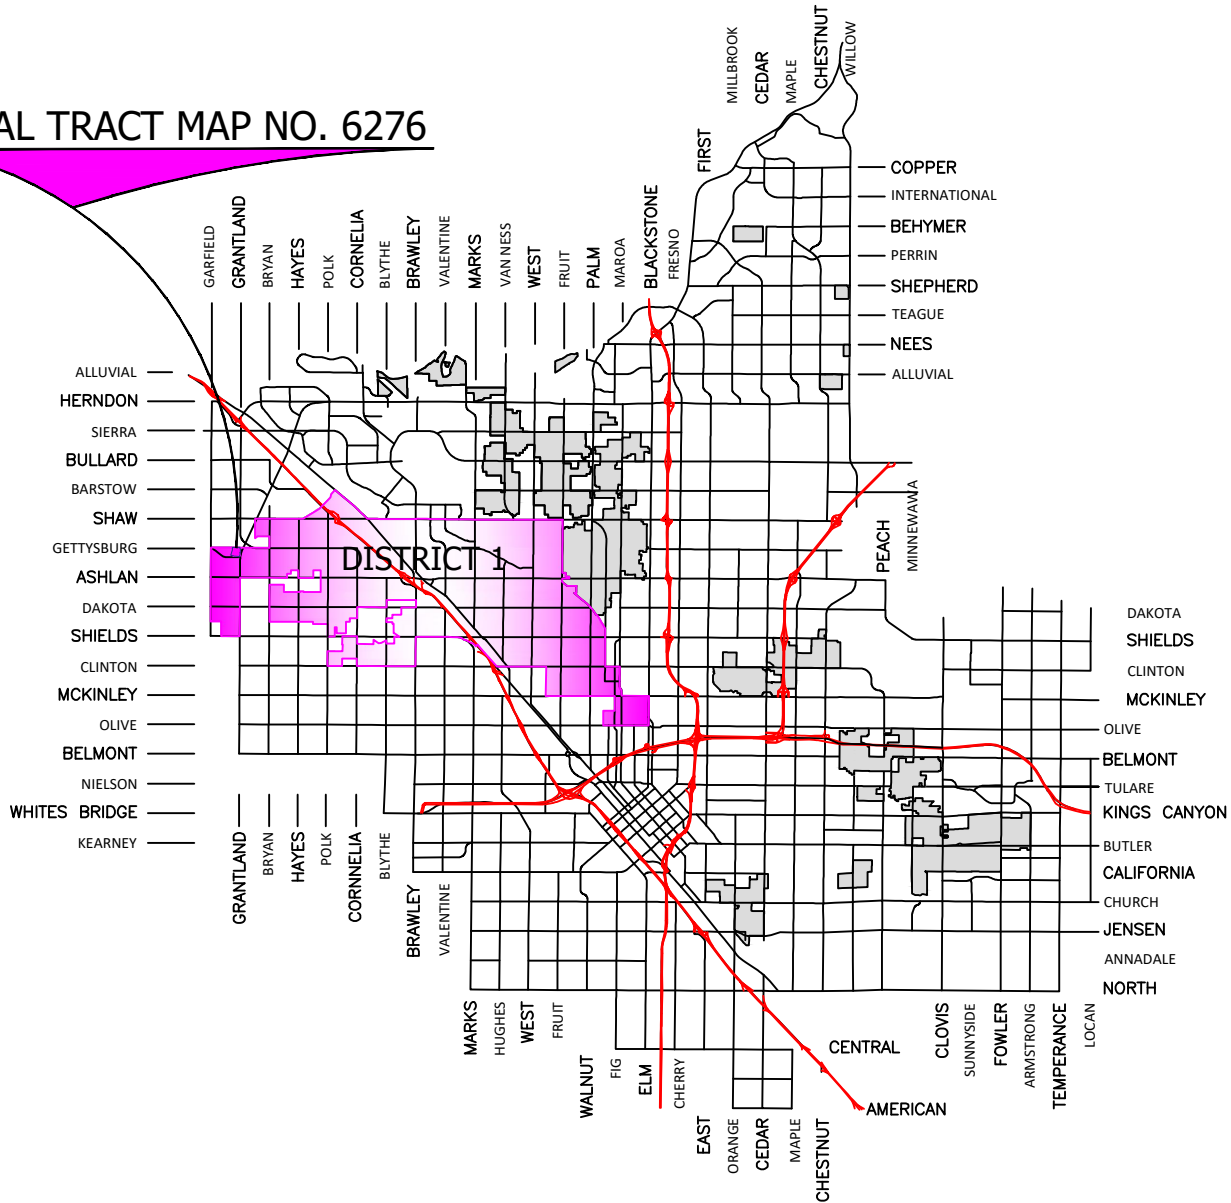 AL TRACT MAP NO. 6276
MILLBROOK
CEDAR
MAPLE
CHESTNUT
WILLOW
FIRST
COPPER
INTERNATIONAL
BEHYMER
PERRIN
SHEPHERD
TEAGUE
NEES
ALLUVIAL
GARFIELD
GRANTLAND
BRYAN
HAYES
POLK
CORNELIA
BLYTHE
BRAWLEY
VALENTINE
MARKS
VAN NESS
WEST
FRUIT
PALM
MAROA
BLACKSTONE
FRESNO
ALLUVIAL
HERNDON
SIERRA
BULLARD
BARSTOW
SHAW
GETTYSBURG
ASHLAN
DAKOTA
SHIELDS
CLINTON
MCKINLEY
OLIVE
BELMONT
NIELSON
WHITES BRIDGE
KEARNEY
DISTRICT 1
PEACH
MINNEWAWA
DAKOTA
SHIELDS
CLINTON
MCKINLEY
OLIVE
BELMONT
TULARE
KINGS CANYON
BUTLER
CALIFORNIA
CHURCH
JENSEN
ANNADALE
NORTH
GRANTLAND
BRYAN
HAYES
POLK
CORNNELIA
BLYTHE
BRAWLEY
VALENTINE
MARKS
HUGHES
WEST
FRUIT
WALNUT
FIG
ELM
CHERRY
EAST
ORANGE
CEDAR
MAPLE
CHESTNUT
CENTRAL
AMERICAN
CLOVIS
SUNNYSIDE
FOWLER
ARMSTRONG
TEMPERANCE
LOCAN